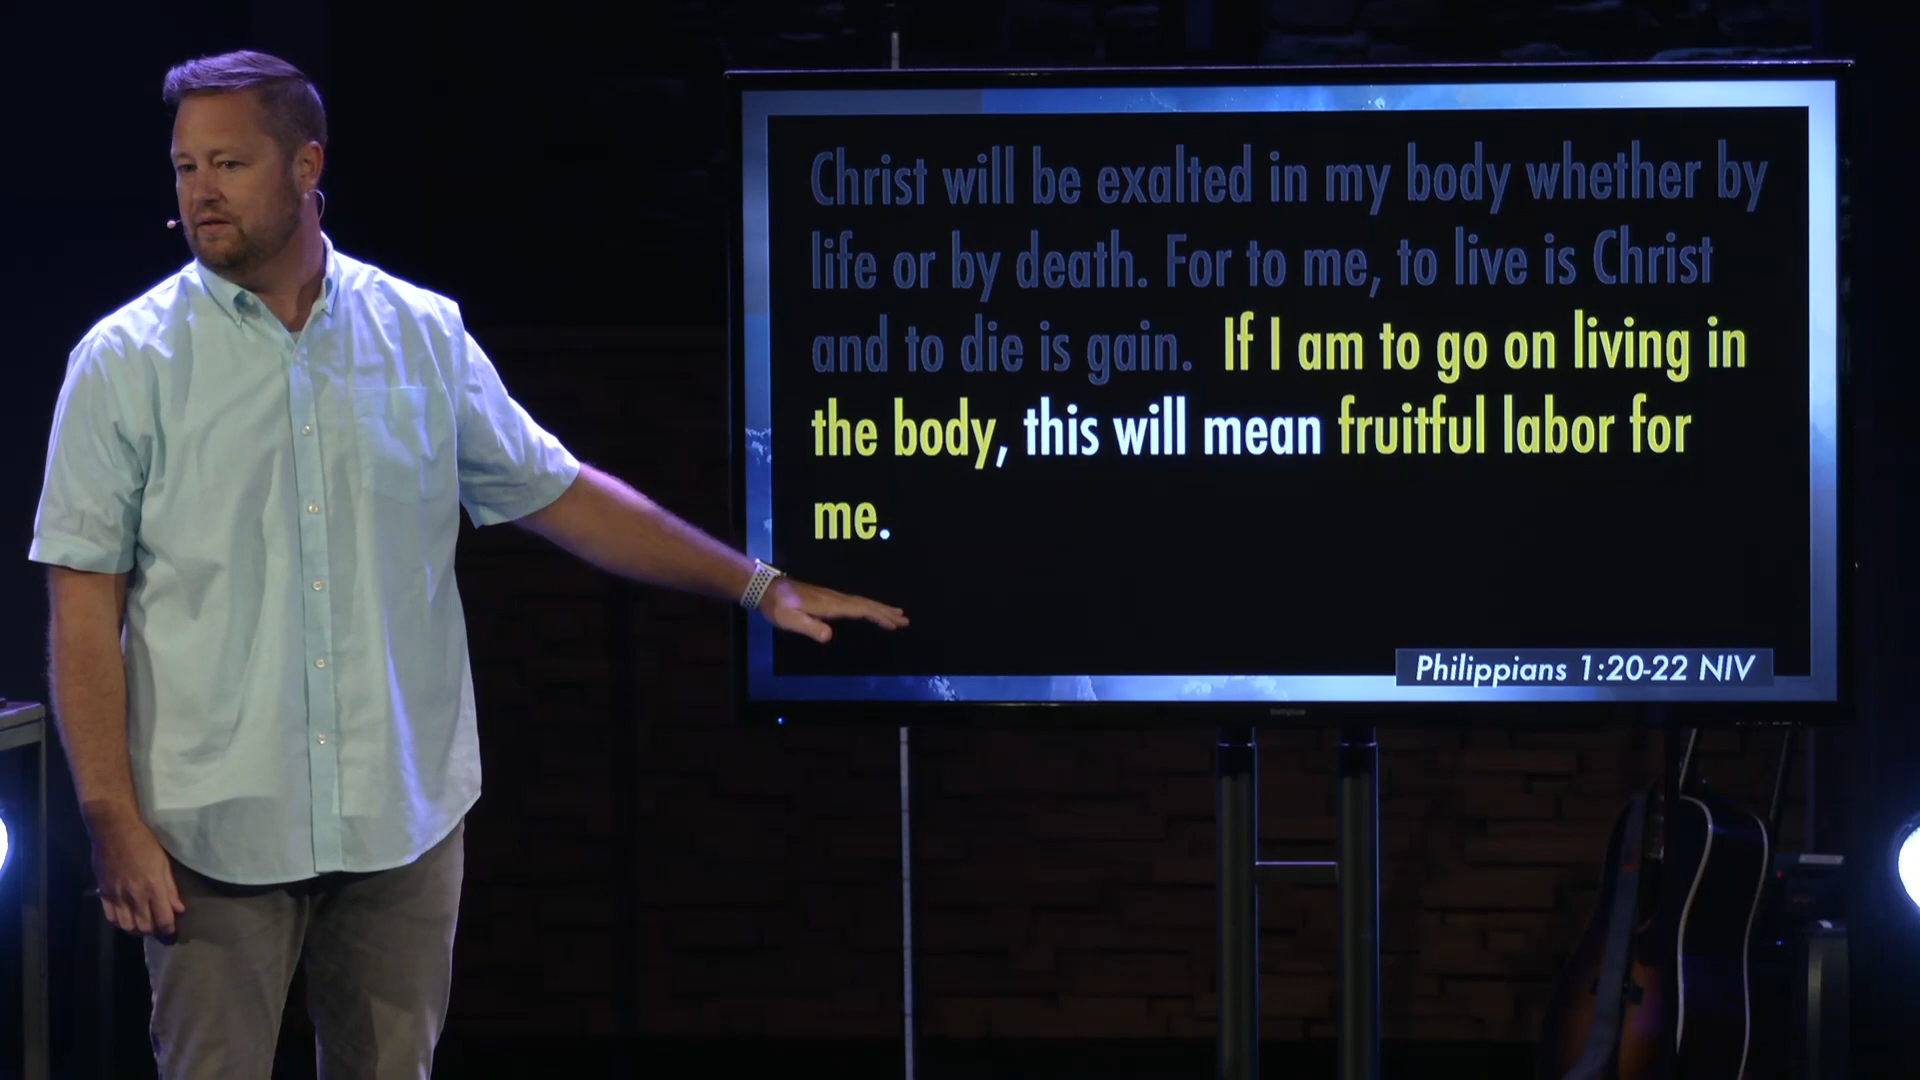 Christ will be exalted in my body whether by
life or by death. For to me, to live is Christ
and to die is gain. If I am to go on living in
the body, this will mean fruitful labor for
me.
Philippians 1:20-22 NIV